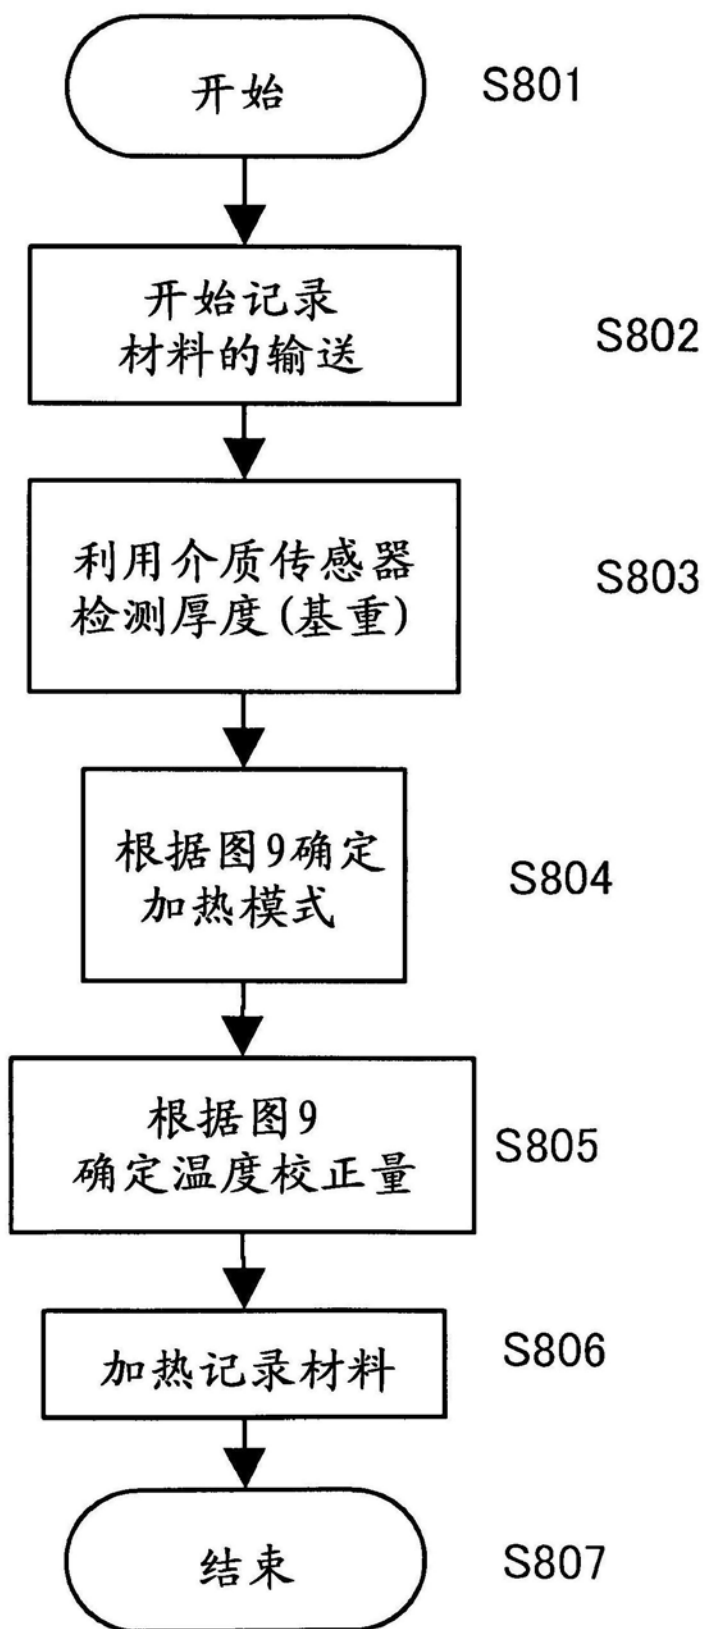 开始
S801
开始记录
材料的输送
S802
利用介质传感器
检测厚度(基重)
S803
根据图9确定
加热模式
S804
根据图9
确定温度校正量
S805
加热记录材料
S806
结束
S807